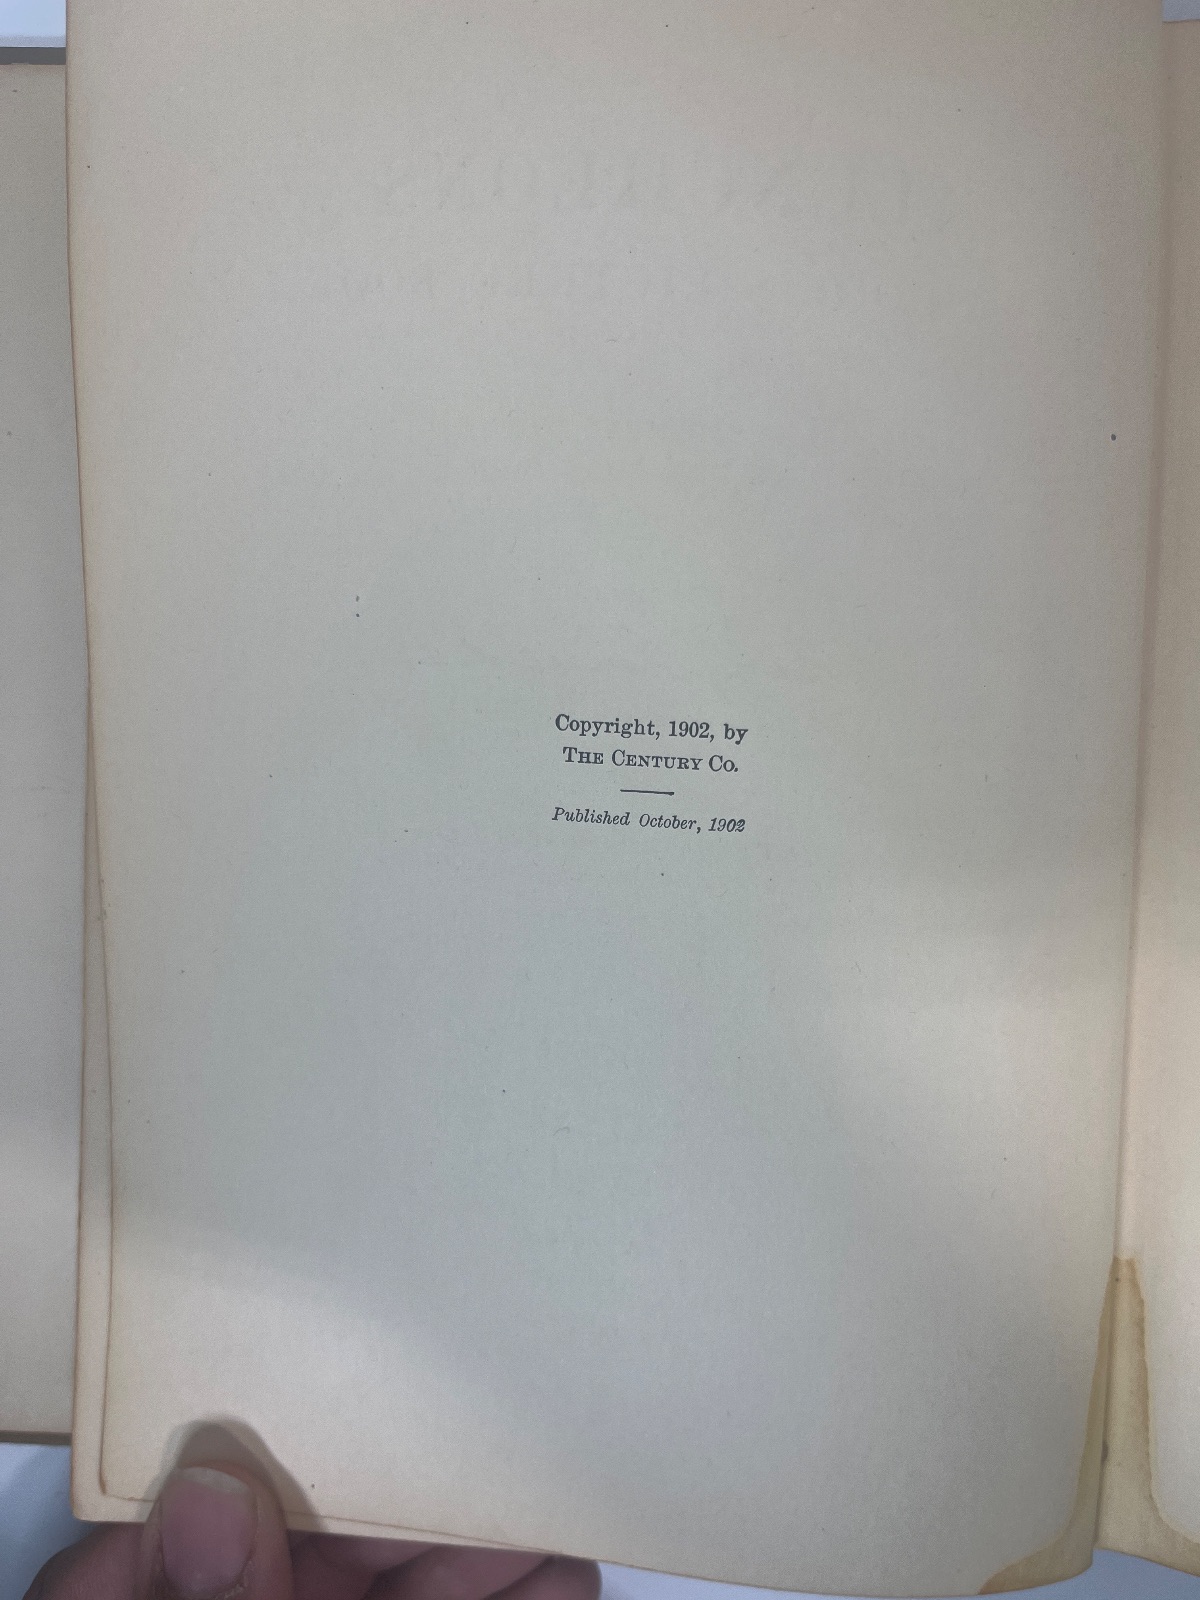 Copyright, 1902, by
THE CENTURY CO.
Published October, 1902